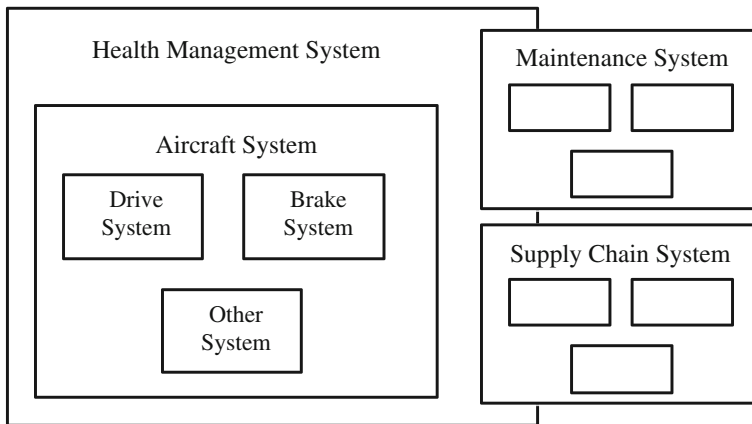 Health Management System
Maintenance System
Aircraft System
Drive
System
Brake
System
Other
System
Supply Chain System